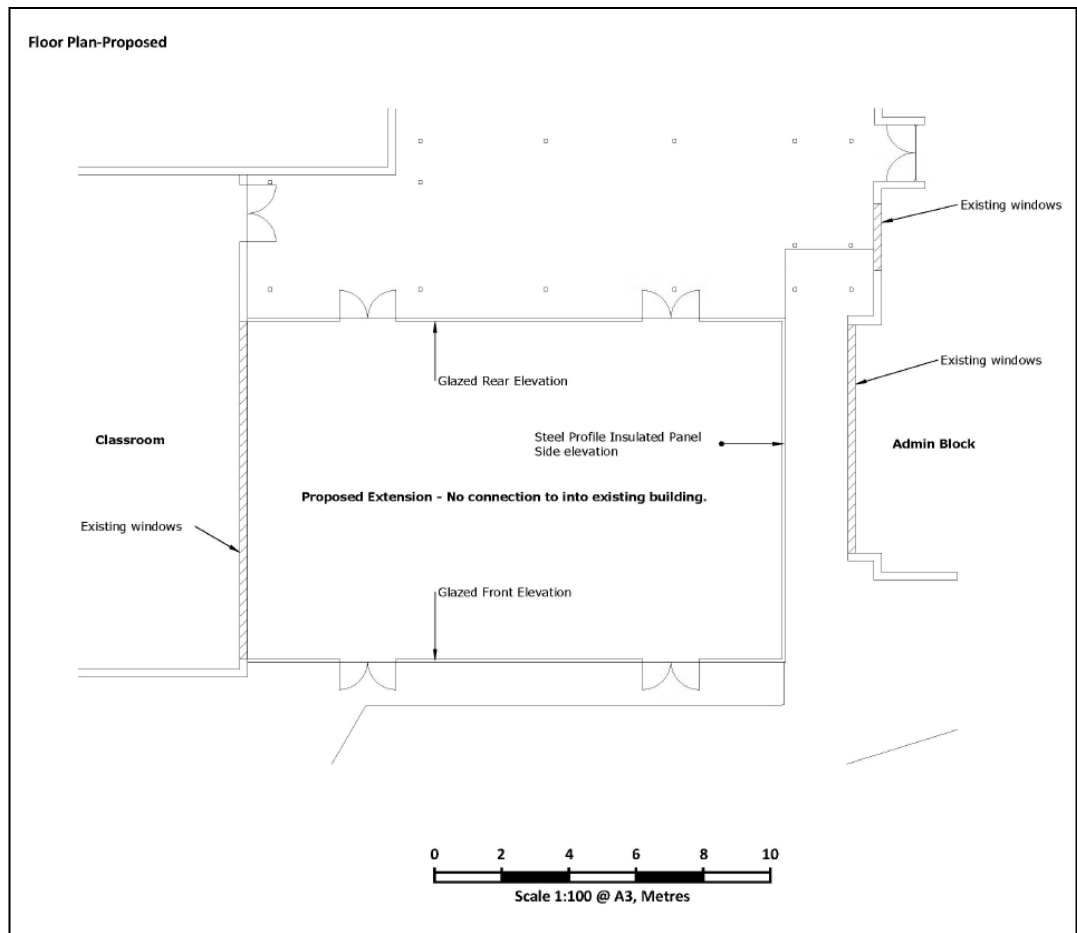 Floor Plan-Proposed
Existing windows
Existing windows
Glazed Rear Elevation
Steel Profile Insulated Panel
Side elevation
Classroom
Admin Block
Proposed Extension - No connection to into existing building.
Existing windows
Glazed Front Elevation
0 2 4 6 8 10
Scale 1:100 @ A3, Metres